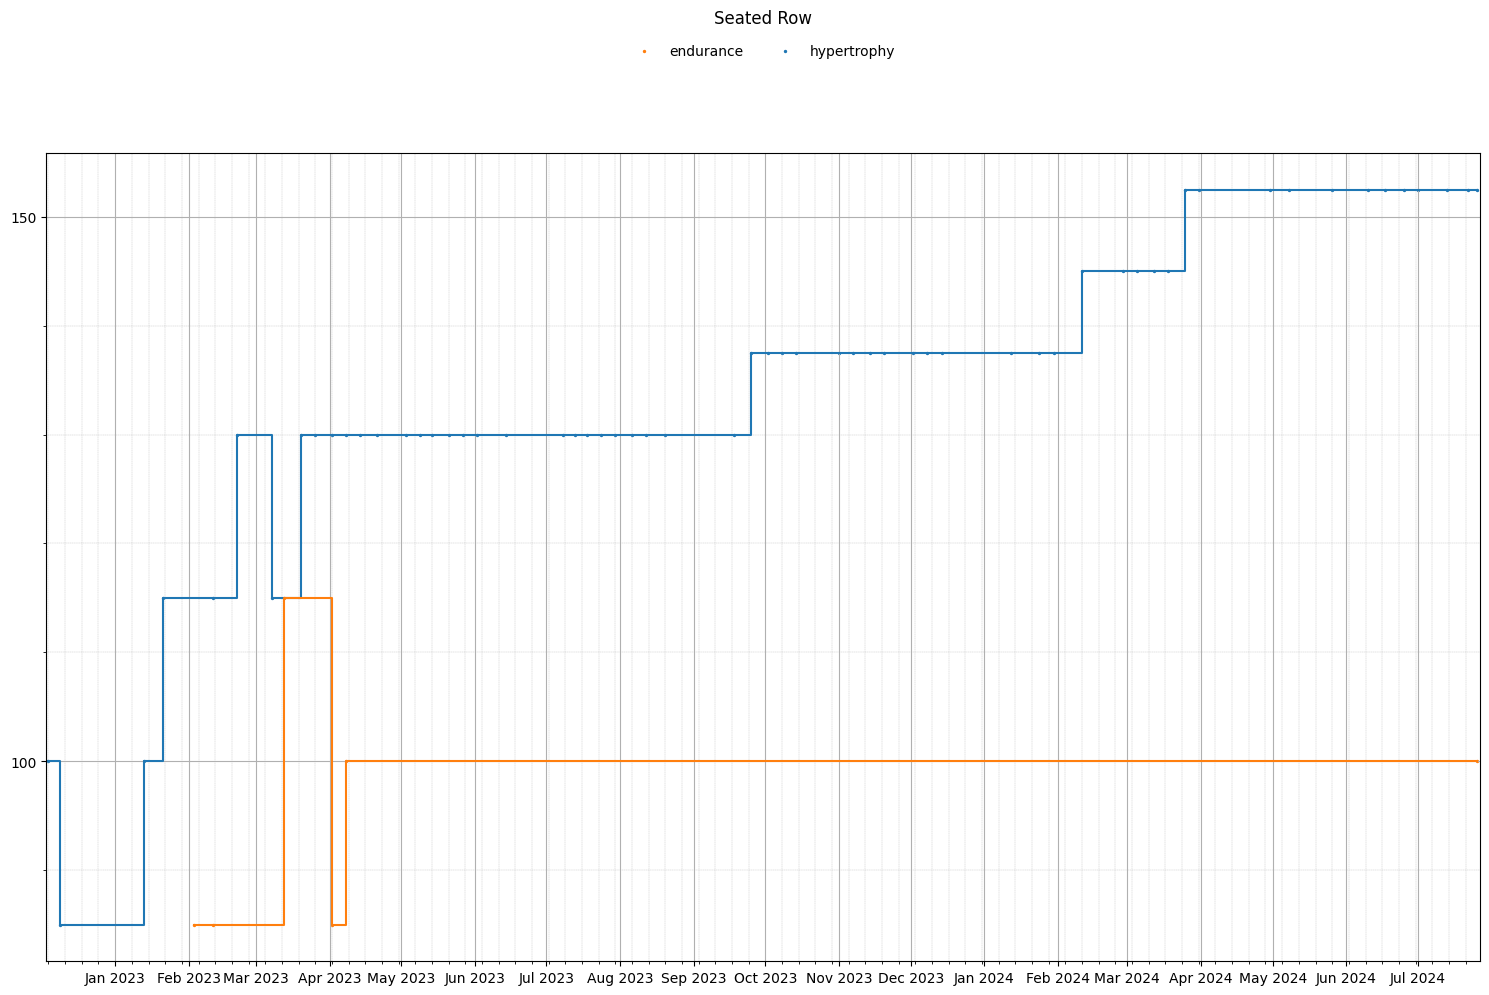 Seated Row
endurance hypertrophy
150
100
Jan 2023 Feb 2023 Mar 2023 Apr 2023 May 2023 Jun 2023 Jul 2023 Aug 2023 Sep 2023 Oct 2023 Nov 2023 Dec 2023 Jan 2024 Feb 2024 Mar 2024 Apr 2024 May 2024 Jun 2024 Jul 2024